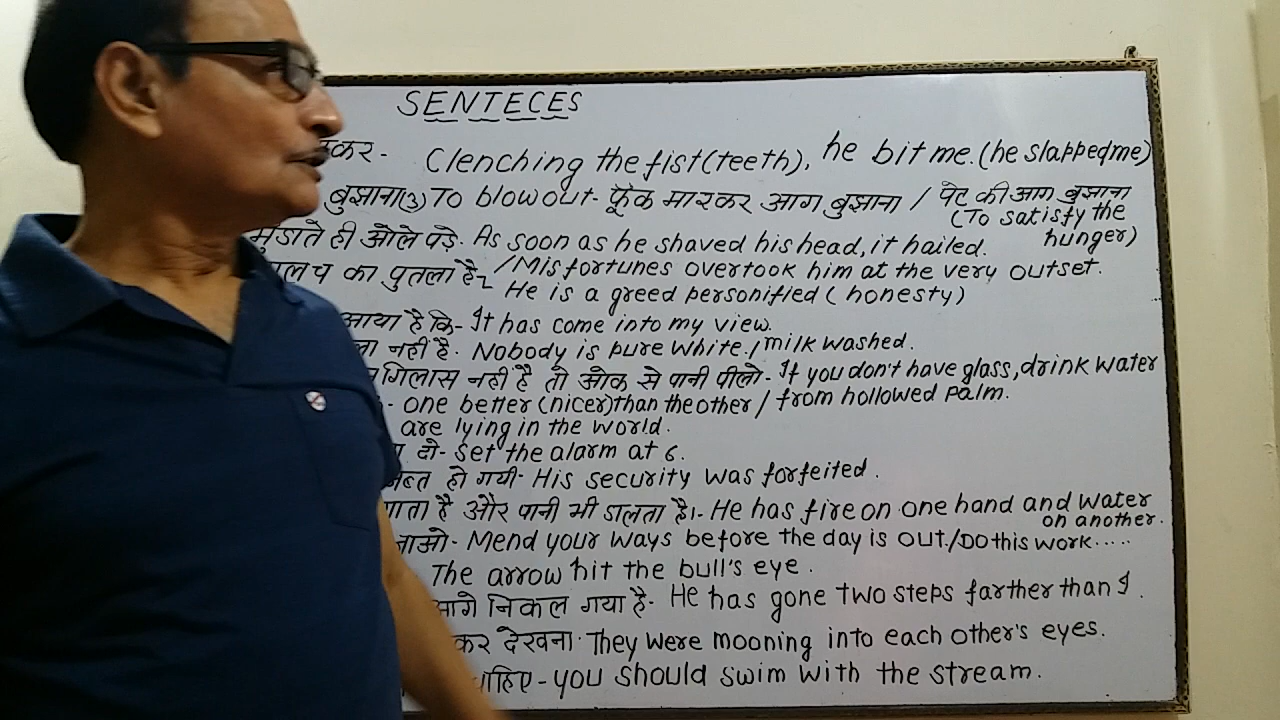 SENTECES
Clenching the fist(teeth), he bit me. (he slapped me)
बुझाना(3) To blow out- फूंक मारकर आग बुझाना / पेट की आग बुझाना
(To satisfy the hunger)
मुंडाते ही ओले पड़े. As soon as he shaved his head, it hailed.
का पुतला है- /Misfortunes overtook him at the very outset.
He is a greed personified (honesty)
आया है कि- It has come into my view.
नहीं है. Nobody is pure white./milk washed.
गिलास नहीं है तो ओक से पानी पीलो- If you don't have glass, drink water
- one better (nicer) than the other / from hollowed palm.
are lying in the world.
दो- Set the alarm at 6.
हो गयी- His security was forfeited.
है और पानी भी डालता है।- He has fire on one hand and water
on another.
- Mend your ways before the day is out./Do this work.....
The arrow hit the bull's eye.
आगे निकल गया है- He has gone two steps farther than I.
कर देखना. They were mooning into each other's eyes.
- you should swim with the stream.